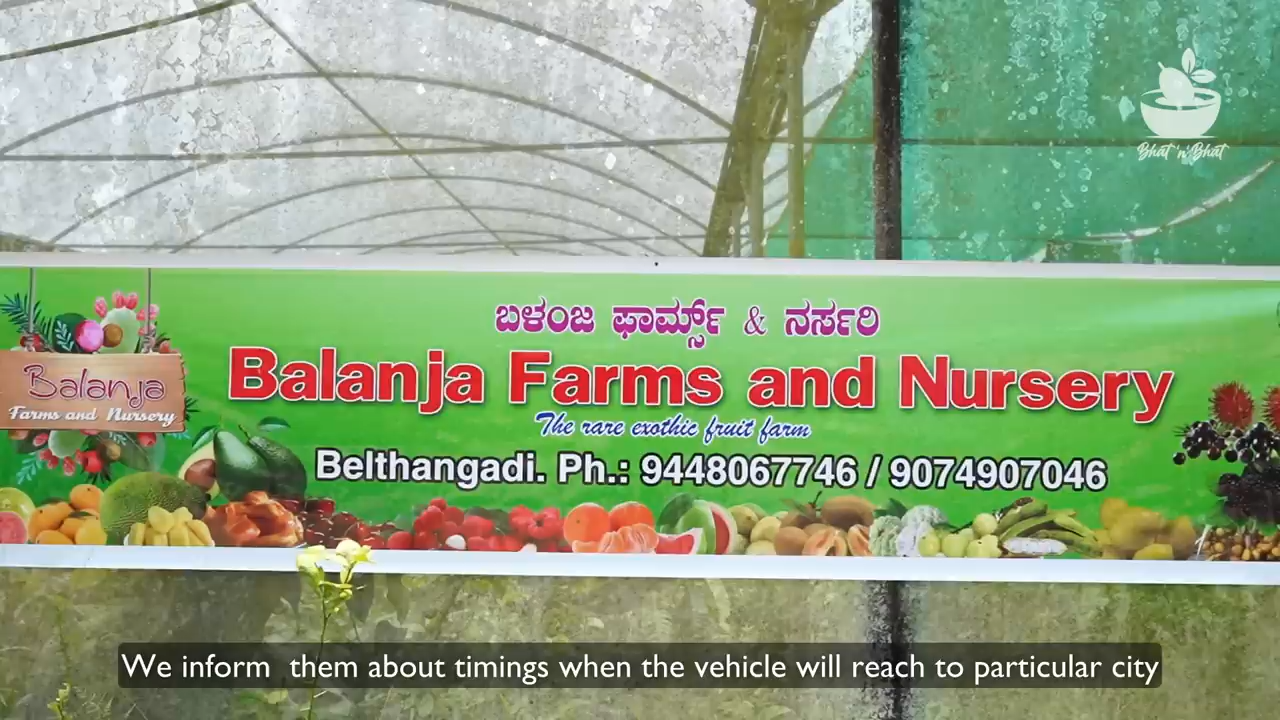 Bhat 'n' Bhat
ಬಳಂಜ ಫಾರ್ಮ್ಸ್ & ನರ್ಸರಿ
Balanja Farms and Nursery
The rare exothic fruit farm
Belthangadi. Ph.: 9448067746 / 9074907046
Balanja
Farms and Nursery
We inform  them about timings when the vehicle will reach to particular city